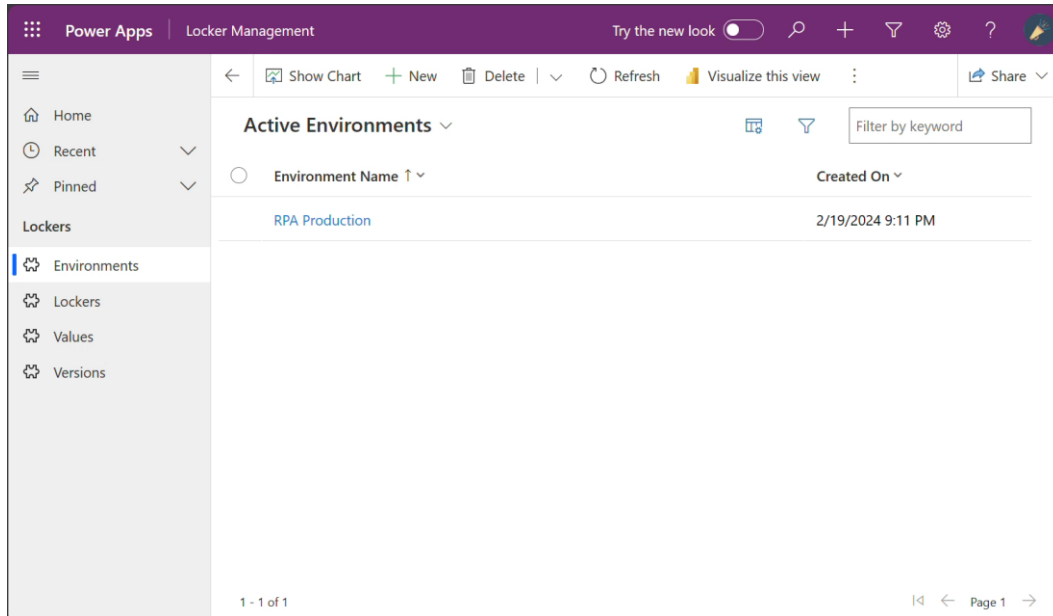 Power Apps Locker Management Try the new look ?
Show Chart New Delete Refresh Visualize this view Share
Home
Recent
Pinned
Lockers
Environments
Lockers
Values
Versions
Active Environments Filter by keyword
Environment Name ↑ Created On
RPA Production 2/19/2024 9:11 PM
1 - 1 of 1 Page 1